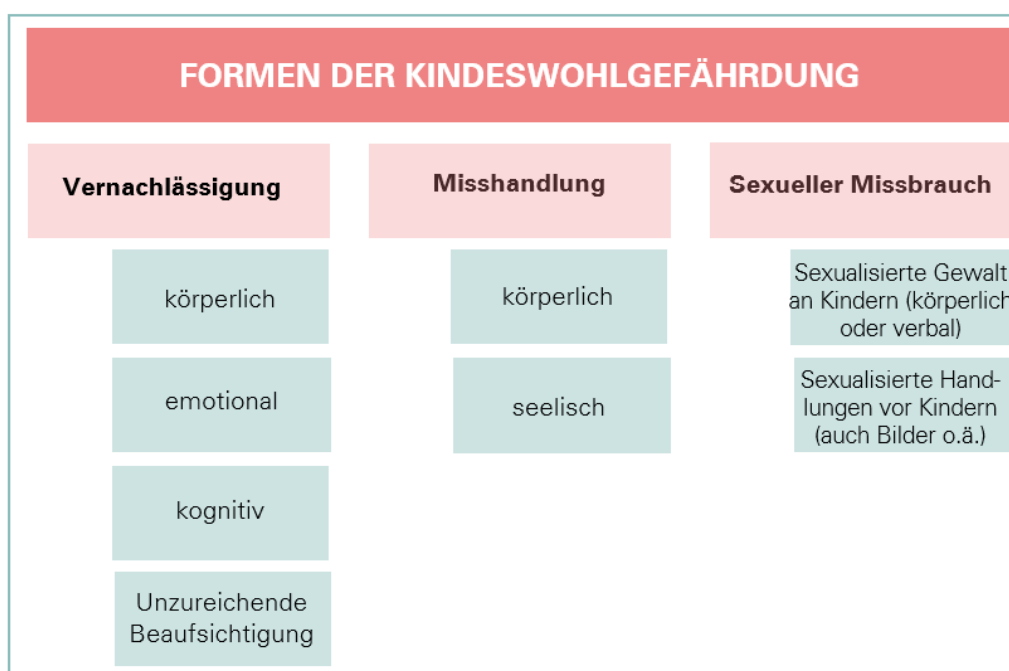 FORMEN DER KINDESWOHLGEFÄHRDUNG
Vernachlässigung
körperlich
emotional
kognitiv
Unzureichende
Beaufsichtigung
Misshandlung
körperlich
seelisch
Sexueller Missbrauch
Sexualisierte Gewalt
an Kindern (körperlich
oder verbal)
Sexualisierte Hand-
lungen vor Kindern
(auch Bilder o.ä.)